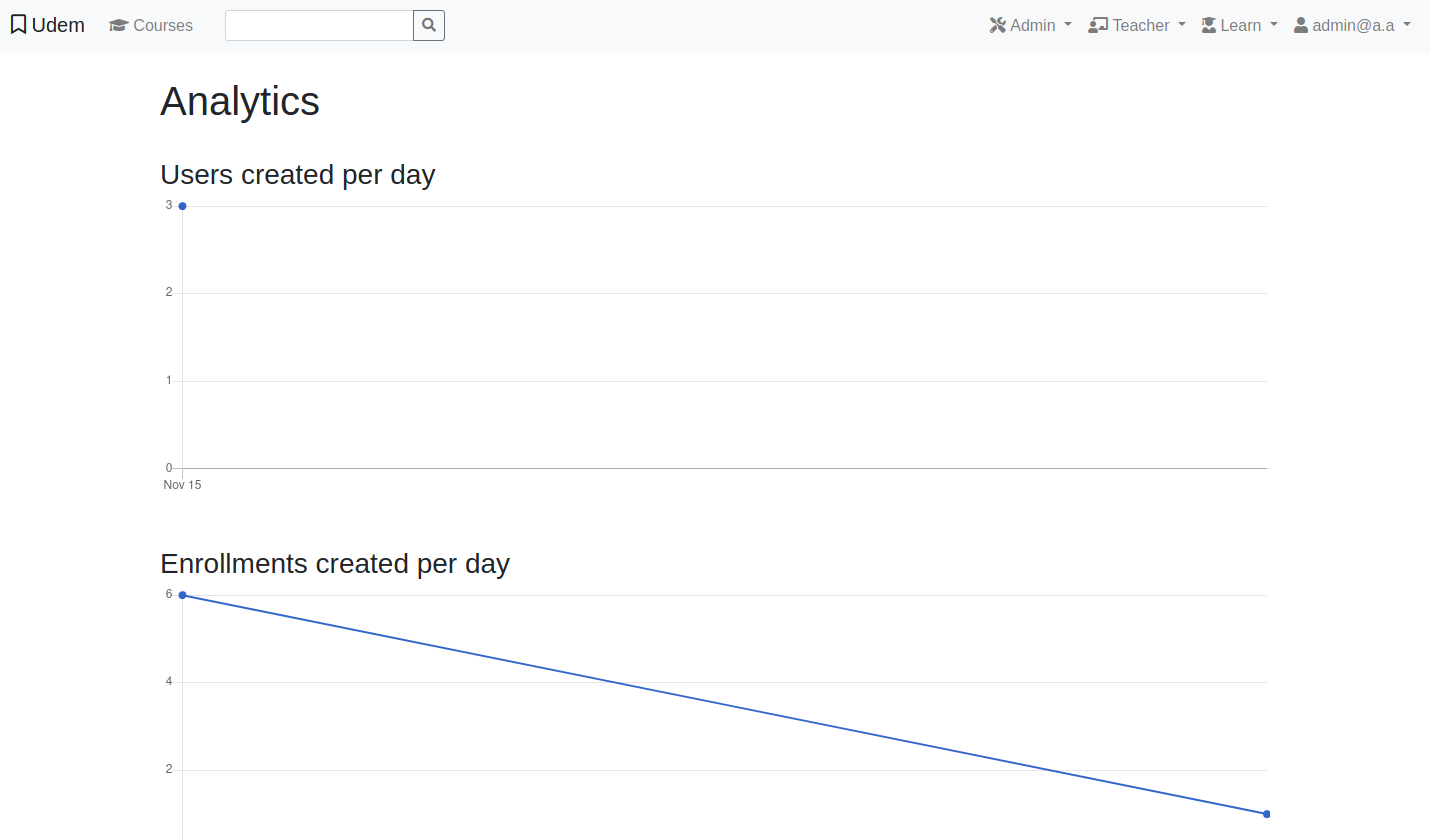 Udem Courses Admin Teacher Learn admin@a.a
Analytics
Users created per day
3
2
1
0
Nov 15
Enrollments created per day
6
4
2